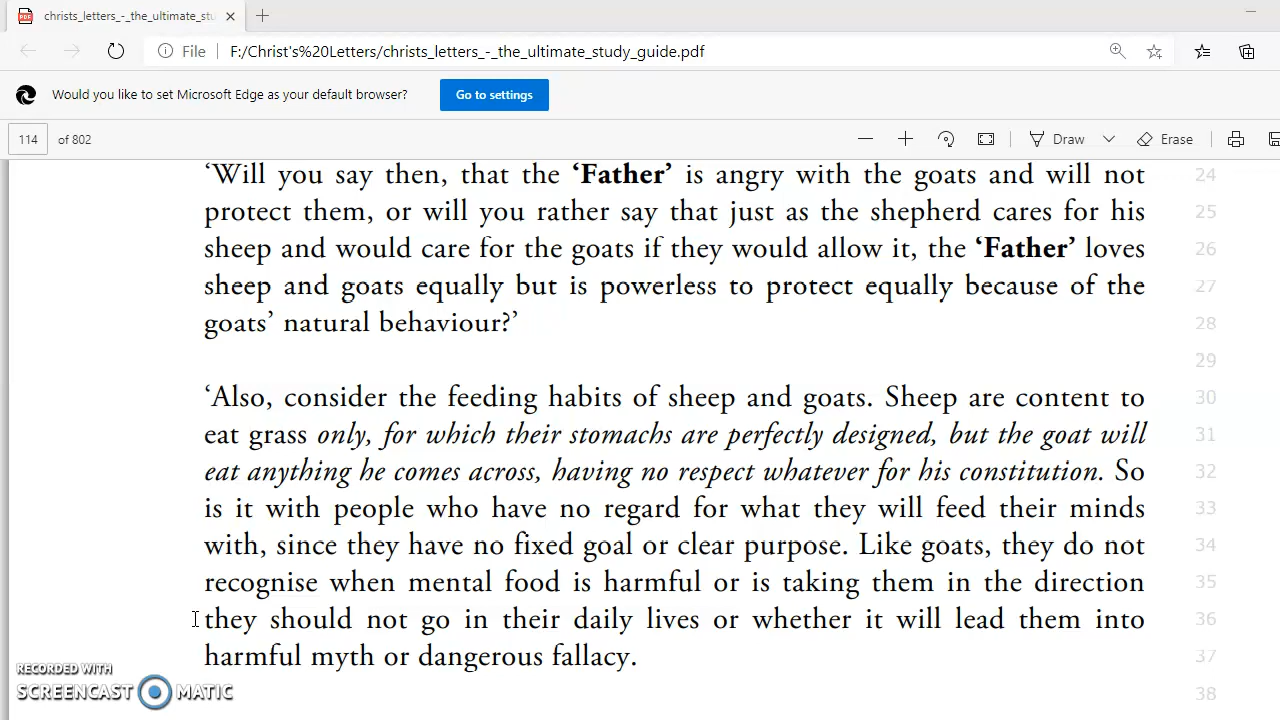 christs_letters_-_the_ultimate_stu
File F:/Christ's%20Letters/christs_letters_-_the_ultimate_study_guide.pdf
Would you like to set Microsoft Edge as your default browser? Go to settings
114 of 802 Draw Erase
‘Will you say then, that the ‘Father’ is angry with the goats and will not 24
protect them, or will you rather say that just as the shepherd cares for his 25
sheep and would care for the goats if they would allow it, the ‘Father’ loves 26
sheep and goats equally but is powerless to protect equally because of the 27
goats’ natural behaviour?’ 28
29
‘Also, consider the feeding habits of sheep and goats. Sheep are content to 30
eat grass only, for which their stomachs are perfectly designed, but the goat will 31
eat anything he comes across, having no respect whatever for his constitution. So 32
is it with people who have no regard for what they will feed their minds 33
with, since they have no fixed goal or clear purpose. Like goats, they do not 34
recognise when mental food is harmful or is taking them in the direction 35
they should not go in their daily lives or whether it will lead them into 36
harmful myth or dangerous fallacy. 37
38
RECORDED WITH
SCREENCAST MATIC